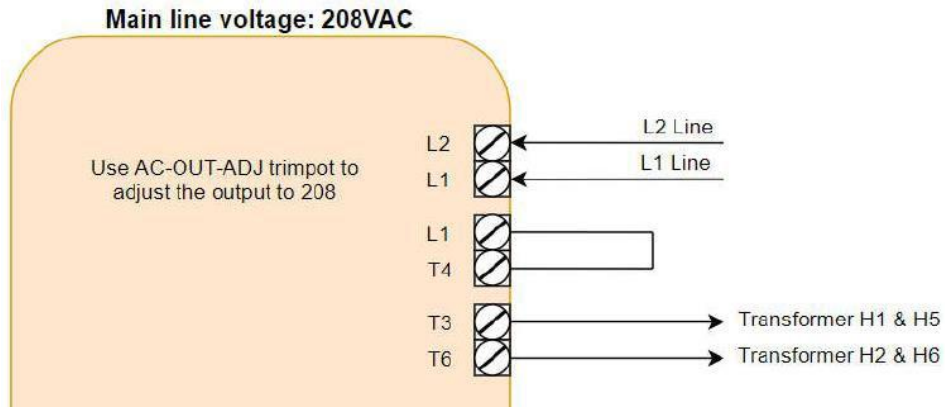 Main line voltage: 208VAC
Use AC-OUT-ADJ trimpot to
adjust the output to 208
L2
L2 Line
L1
L1 Line
L1
T4
T3
Transformer H1 & H5
T6
Transformer H2 & H6